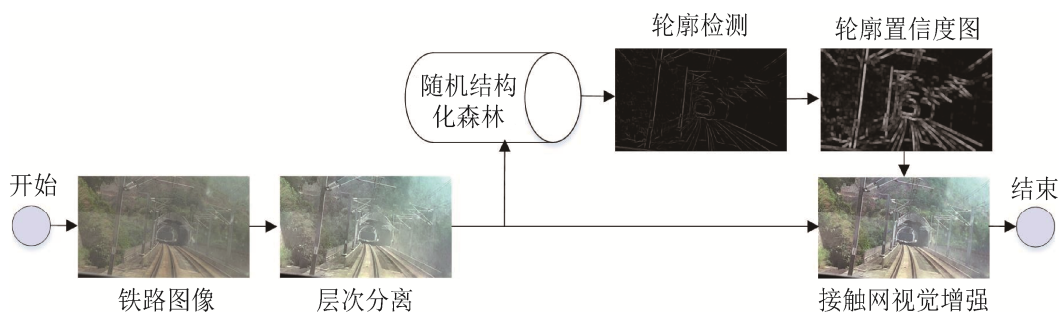 轮廓检测
轮廓置信度图
随机结构
化森林
开始
结束
铁路图像
层次分离
接触网视觉增强